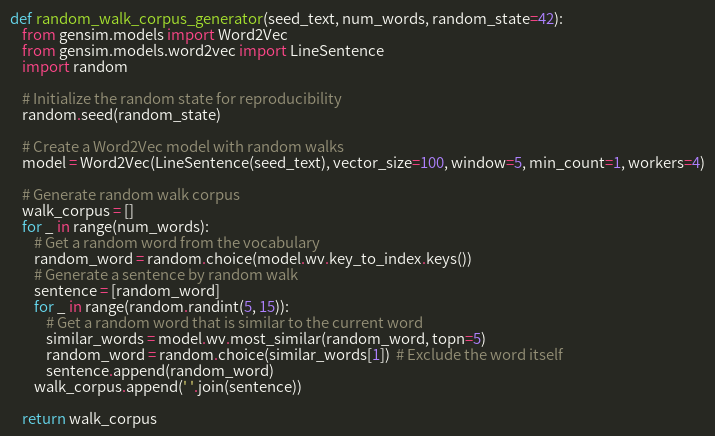 def random_walk_corpus_generator(seed_text, num_words, random_state=42):
from gensim.models import Word2Vec
from gensim.models.word2vec import LineSentence
import random
# Initialize the random state for reproducibility
random.seed(random_state)
# Create a Word2Vec model with random walks
model = Word2Vec(LineSentence(seed_text), vector_size=100, window=5, min_count=1, workers=4)
# Generate random walk corpus
walk_corpus = []
for _ in range(num_words):
# Get a random word from the vocabulary
random_word = random.choice(model.wv.key_to_index.keys())
# Generate a sentence by random walk
sentence = [random_word]
for _ in range(random.randint(5, 15)):
# Get a random word that is similar to the current word
similar_words = model.wv.most_similar(random_word, topn=5)
random_word = random.choice(similar_words[1]) # Exclude the word itself
sentence.append(random_word)
walk_corpus.append(' '.join(sentence))
return walk_corpus